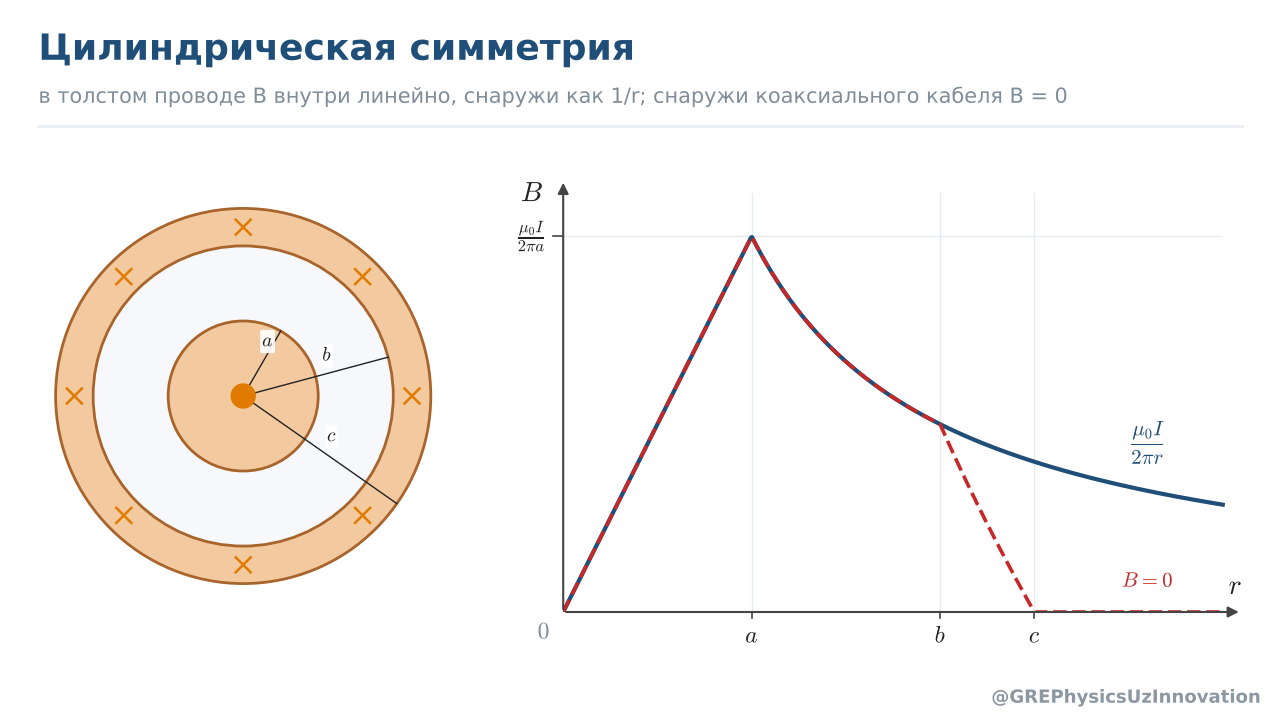 Цилиндрическая симметрия
в толстом проводе B внутри линейно, снаружи как 1/r; снаружи коаксиального кабеля B = 0
a
b
c
B
μ₀I
2πa
μ₀I
2πr
B = 0
r
0
a
b
c
@GREPhysicsUzInnovation